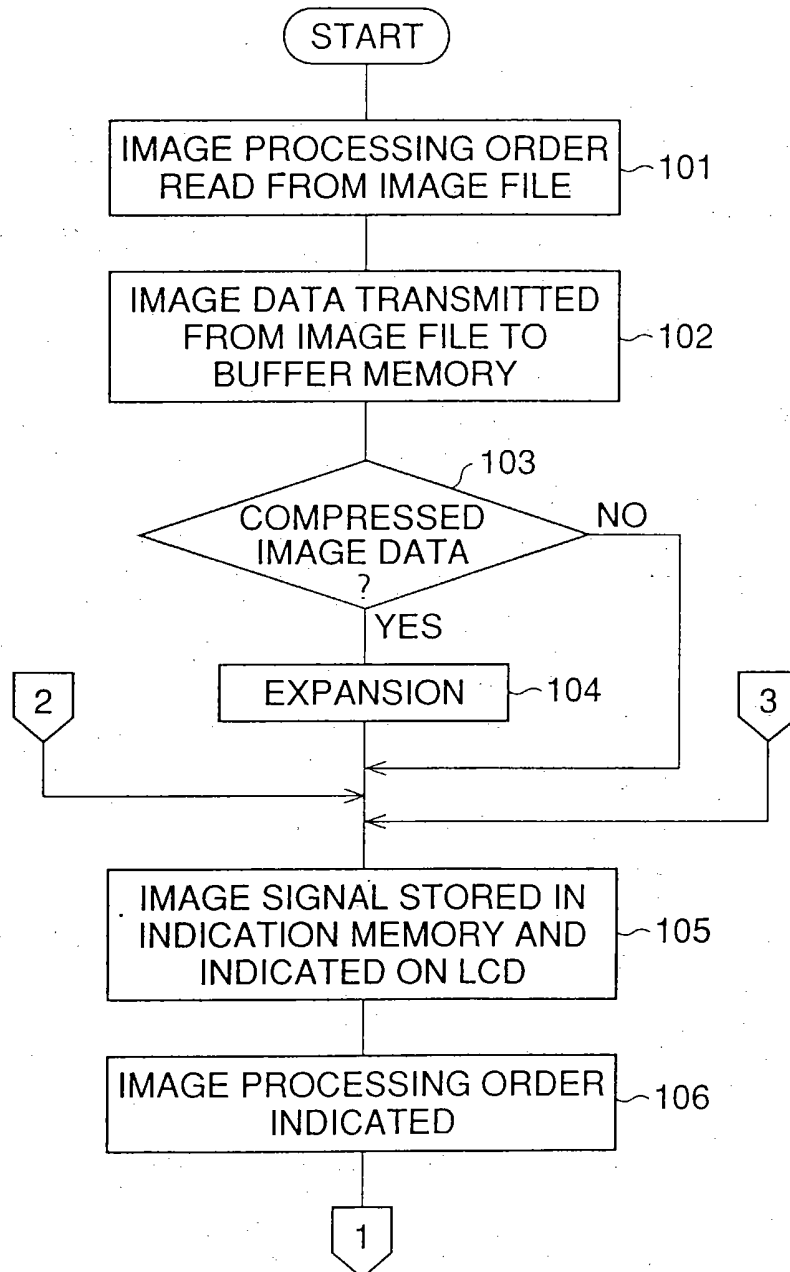 START
IMAGE PROCESSING ORDER
READ FROM IMAGE FILE
101
IMAGE DATA TRANSMITTED
FROM IMAGE FILE TO
BUFFER MEMORY
102
103
COMPRESSED
IMAGE DATA
?
NO
YES
EXPANSION
104
2
3
IMAGE SIGNAL STORED IN
INDICATION MEMORY AND
INDICATED ON LCD
105
IMAGE PROCESSING ORDER
INDICATED
106
1